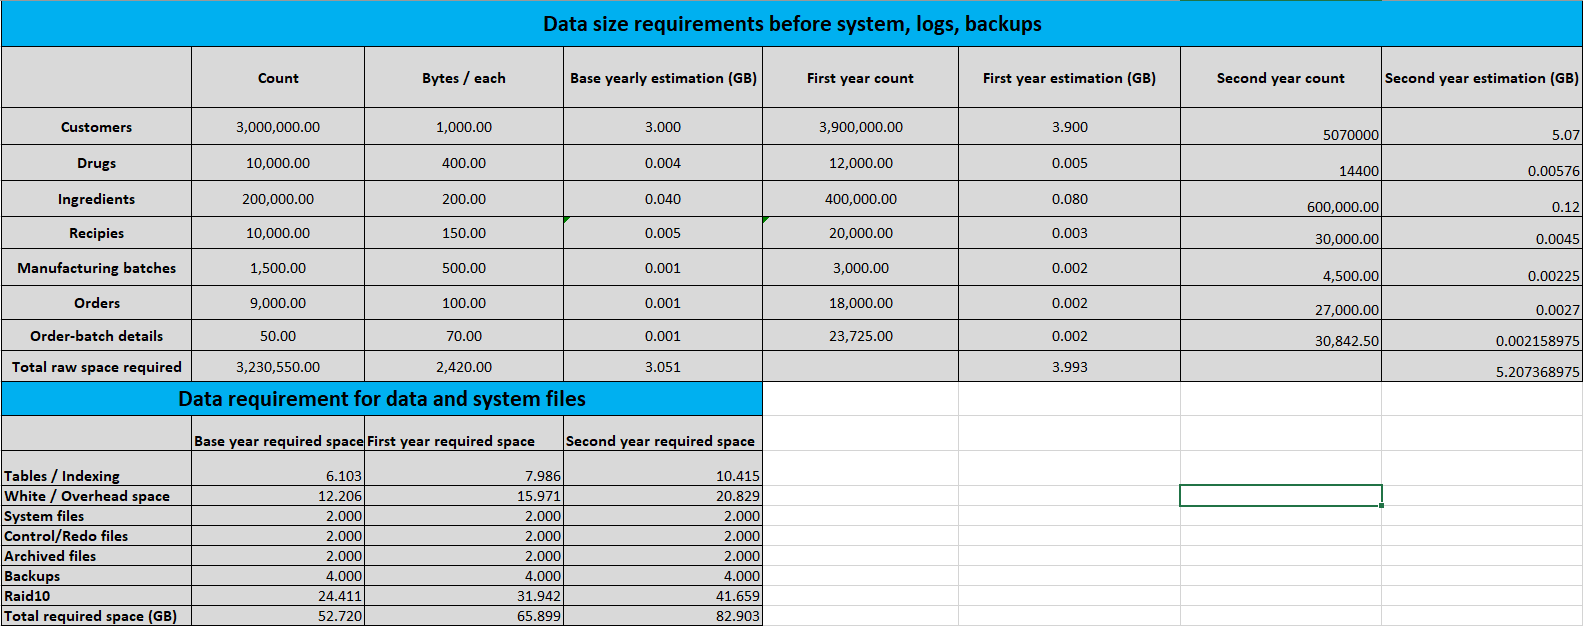 Data size requirements before system, logs, backups
Count Bytes / each Base yearly estimation (GB) First year count First year estimation (GB) Second year count Second year estimation (GB)
Customers 3,000,000.00 1,000.00 3.000 3,900,000.00 3.900 5070000 5.07
Drugs 10,000.00 400.00 0.004 12,000.00 0.005 14400 0.00576
Ingredients 200,000.00 200.00 0.040 400,000.00 0.080 600,000.00 0.12
Recipies 10,000.00 150.00 0.005 20,000.00 0.003 30,000.00 0.0045
Manufacturing batches 1,500.00 500.00 0.001 3,000.00 0.002 4,500.00 0.00225
Orders 9,000.00 100.00 0.001 18,000.00 0.002 27,000.00 0.0027
Order-batch details 50.00 70.00 0.001 23,725.00 0.002 30,842.50 0.002158975
Total raw space required 3,230,550.00 2,420.00 3.051 3.993 5.207368975
Data requirement for data and system files
Base year required space First year required space Second year required space
Tables / Indexing 6.103 7.986 10.415
White / Overhead space 12.206 15.971 20.829
System files 2.000 2.000 2.000
Control/Redo files 2.000 2.000 2.000
Archived files 2.000 2.000 2.000
Backups 4.000 4.000 4.000
Raid10 24.411 31.942 41.659
Total required space (GB) 52.720 65.899 82.903